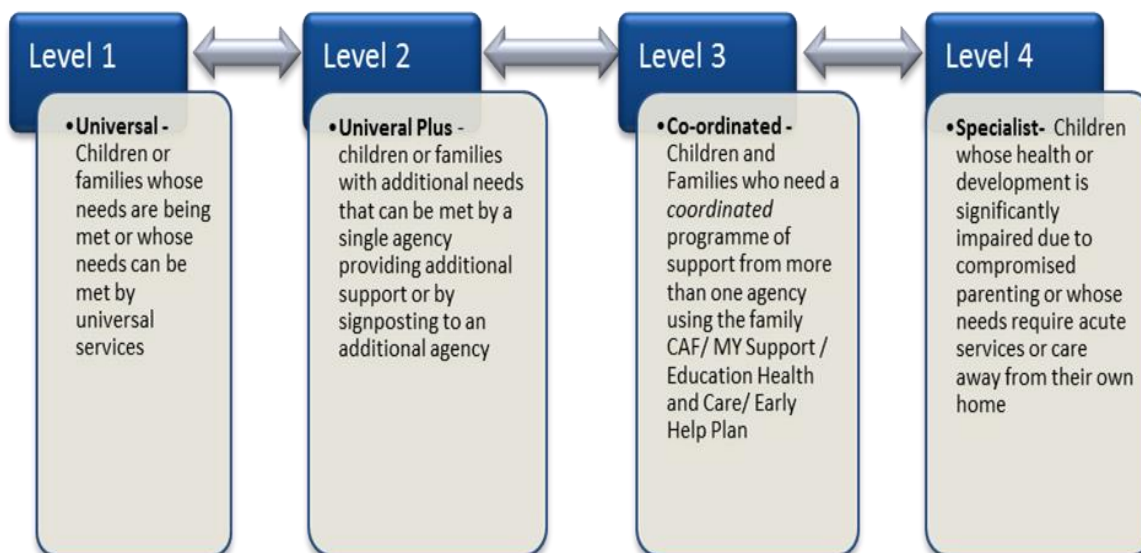 Level 1
•Universal -
Children or
families whose
needs are being
met or whose
needs can be
met by
universal
services
Level 2
•Univeral Plus -
children or families
with additional needs
that can be met by a
single agency
providing additional
support or by
signposting to an
additional agency
Level 3
•Co-ordinated -
Children and
Families who need a
coordinated
programme of
support from more
than one agency
using the family
CAF/ MY Support /
Education Health
and Care/ Early
Help Plan
Level 4
•Specialist- Children
whose health or
development is
significantly
impaired due to
compromised
parenting or whose
needs require acute
services or care
away from their own
home